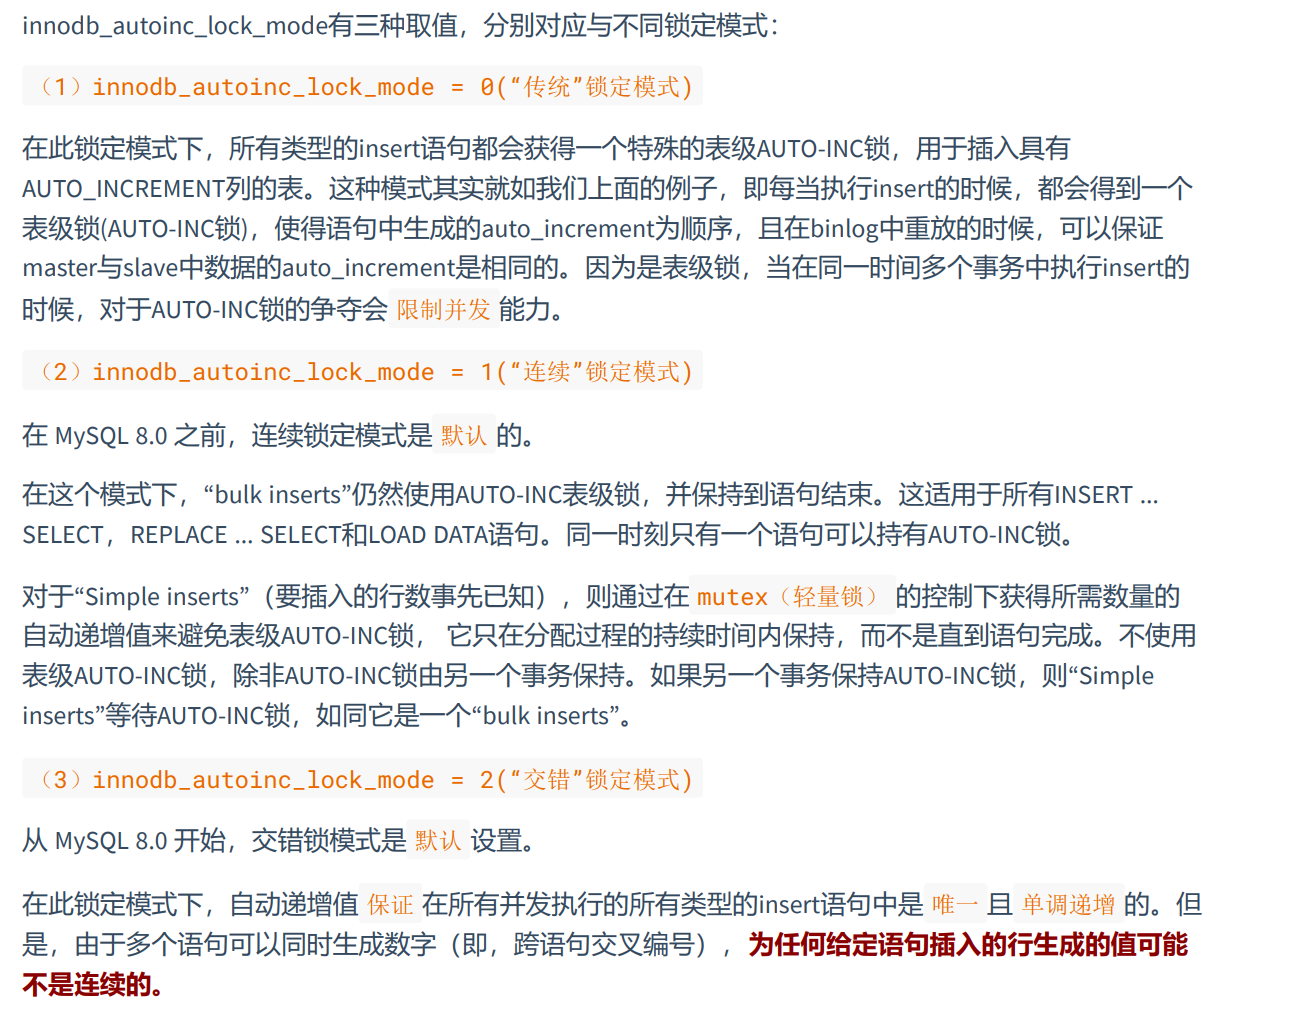 innodb_autoinc_lock_mode有三种取值，分别对应与不同锁定模式：
（1）innodb_autoinc_lock_mode = 0(“传统”锁定模式)
在此锁定模式下，所有类型的insert语句都会获得一个特殊的表级AUTO-INC锁，用于插入具有
AUTO_INCREMENT列的表。这种模式其实就如我们上面的例子，即每当执行insert的时候，都会得到一个
表级锁(AUTO-INC锁)，使得语句中生成的auto_increment为顺序，且在binlog中重放的时候，可以保证
master与slave中数据的auto_increment是相同的。因为是表级锁，当在同一时间多个事务中执行insert的
时候，对于AUTO-INC锁的争夺会 限制并发 能力。
（2）innodb_autoinc_lock_mode = 1(“连续”锁定模式)
在 MySQL 8.0 之前，连续锁定模式是 默认 的。
在这个模式下，“bulk inserts”仍然使用AUTO-INC表级锁，并保持到语句结束。这适用于所有INSERT ...
SELECT，REPLACE ... SELECT和LOAD DATA语句。同一时刻只有一个语句可以持有AUTO-INC锁。
对于“Simple inserts”（要插入的行数事先已知），则通过在 mutex（轻量锁） 的控制下获得所需数量的
自动递增值来避免表级AUTO-INC锁， 它只在分配过程的持续时间内保持，而不是直到语句完成。不使用
表级AUTO-INC锁，除非AUTO-INC锁由另一个事务保持。如果另一个事务保持AUTO-INC锁，则“Simple
inserts”等待AUTO-INC锁，如同它是一个“bulk inserts”。
（3）innodb_autoinc_lock_mode = 2(“交错”锁定模式)
从 MySQL 8.0 开始，交错锁模式是 默认 设置。
在此锁定模式下，自动递增值 保证 在所有并发执行的所有类型的insert语句中是 唯一 且 单调递增 的。但
是，由于多个语句可以同时生成数字（即，跨语句交叉编号），为任何给定语句插入的行生成的值可能
不是连续的。